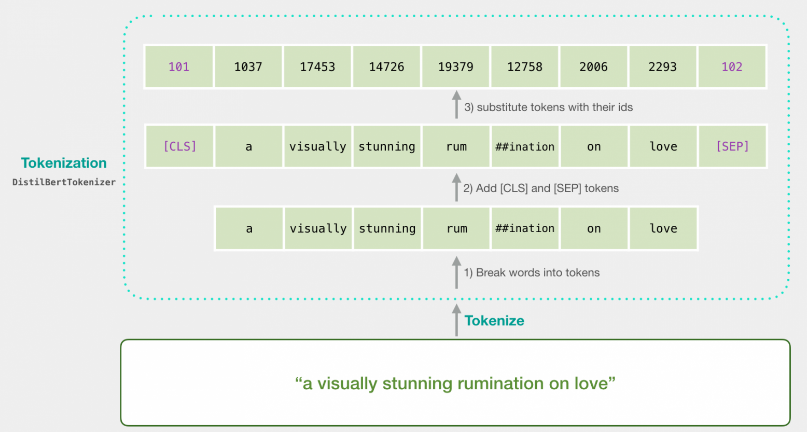 101 1037 17453 14726 19379 12758 2006 2293 102
3) substitute tokens with their ids
[CLS] a visually stunning rum ##ination on love [SEP]
Tokenization
DistilBertTokenizer
2) Add [CLS] and [SEP] tokens
a visually stunning rum ##ination on love
1) Break words into tokens
Tokenize
“a visually stunning rumination on love”